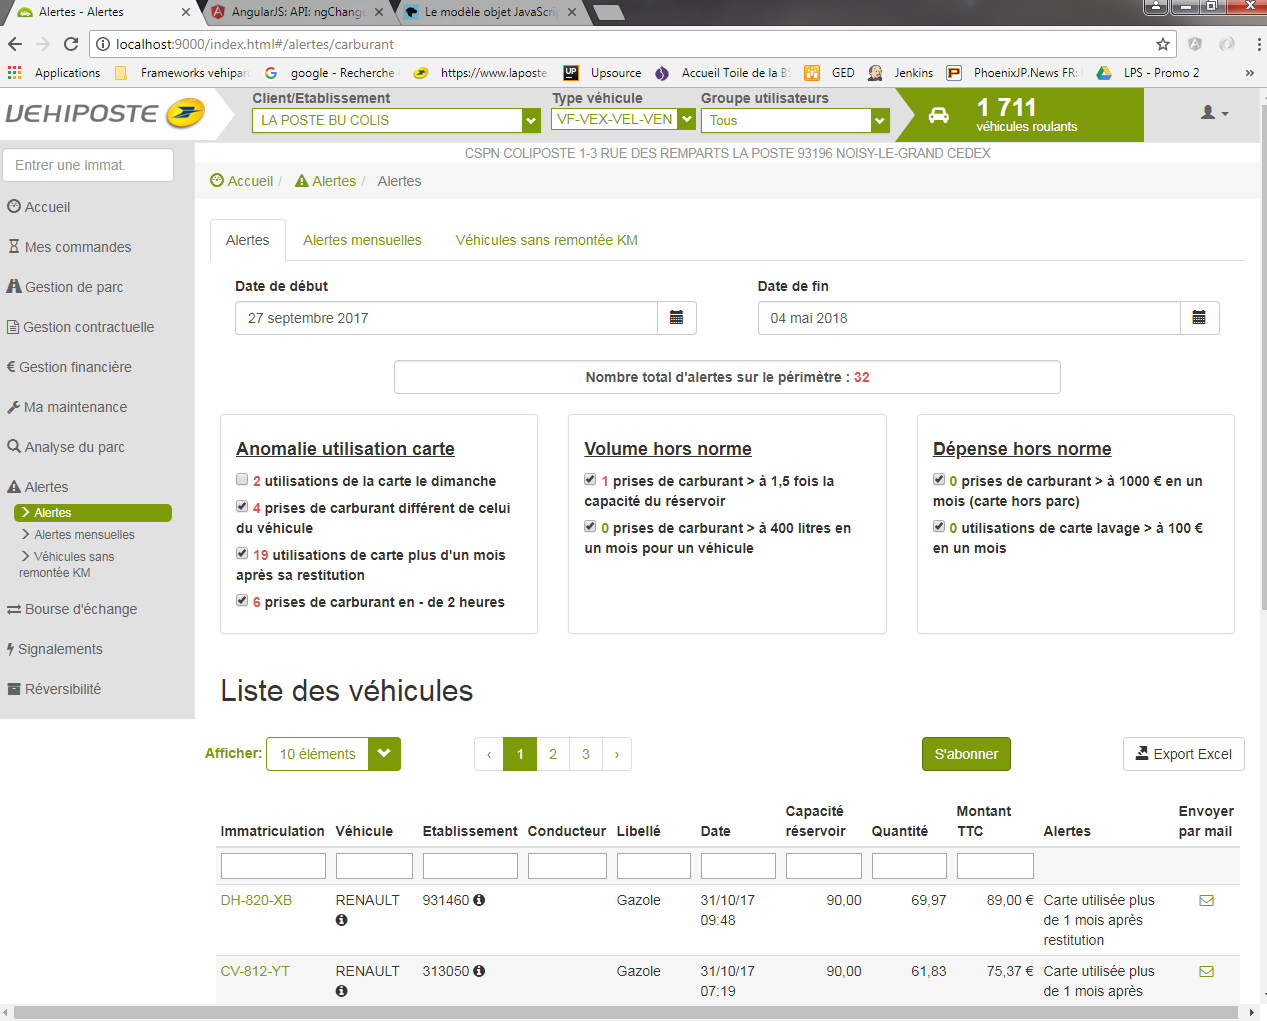 Alertes - Alertes
AngularJS: API: ngChange
Le modèle objet JavaScrip
localhost:9000/index.html#/alertes/carburant
Applications
Frameworks vehipar
google - Recherche
https://www.laposte
Upsource
Accueil Toile de la B
GED
Jenkins
PhoenixJP.News FR:
LPS - Promo 2
»
VEHIPOSTE
Client/Etablissement
LA POSTE BU COLIS
Type véhicule
VF-VEX-VEL-VEN
Groupe utilisateurs
Tous
1 711
véhicules roulants
CSPN COLIPOSTE 1-3 RUE DES REMPARTS LA POSTE 93196 NOISY-LE-GRAND CEDEX
Entrer une immat.
Accueil
Mes commandes
Gestion de parc
Gestion contractuelle
€ Gestion financière
Ma maintenance
Analyse du parc
Alertes
Alertes
Alertes mensuelles
Véhicules sans
remontée KM
Bourse d'échange
Signalements
Réversibilité
Accueil / Alertes / Alertes
Alertes
Alertes mensuelles
Véhicules sans remontée KM
Date de début
27 septembre 2017
Date de fin
04 mai 2018
Nombre total d'alertes sur le périmètre : 32
Anomalie utilisation carte
2 utilisations de la carte le dimanche
4 prises de carburant différent de celui
du véhicule
19 utilisations de carte plus d'un mois
après sa restitution
6 prises de carburant en - de 2 heures
Volume hors norme
1 prises de carburant > à 1,5 fois la
capacité du réservoir
0 prises de carburant > à 400 litres en
un mois pour un véhicule
Dépense hors norme
0 prises de carburant > à 1000 € en un
mois (carte hors parc)
0 utilisations de carte lavage > à 100 €
en un mois
Liste des véhicules
Afficher: 10 éléments
‹ 1 2 3 ›
S'abonner
Export Excel
Immatriculation Véhicule Etablissement Conducteur Libellé Date Capacité réservoir Quantité Montant TTC Alertes Envoyer par mail
DH-820-XB RENAULT 931460 Gazole 31/10/17 09:48 90,00 69,97 89,00 € Carte utilisée plus
de 1 mois après
restitution
CV-812-YT RENAULT 313050 Gazole 31/10/17 07:19 90,00 61,83 75,37 € Carte utilisée plus
de 1 mois après